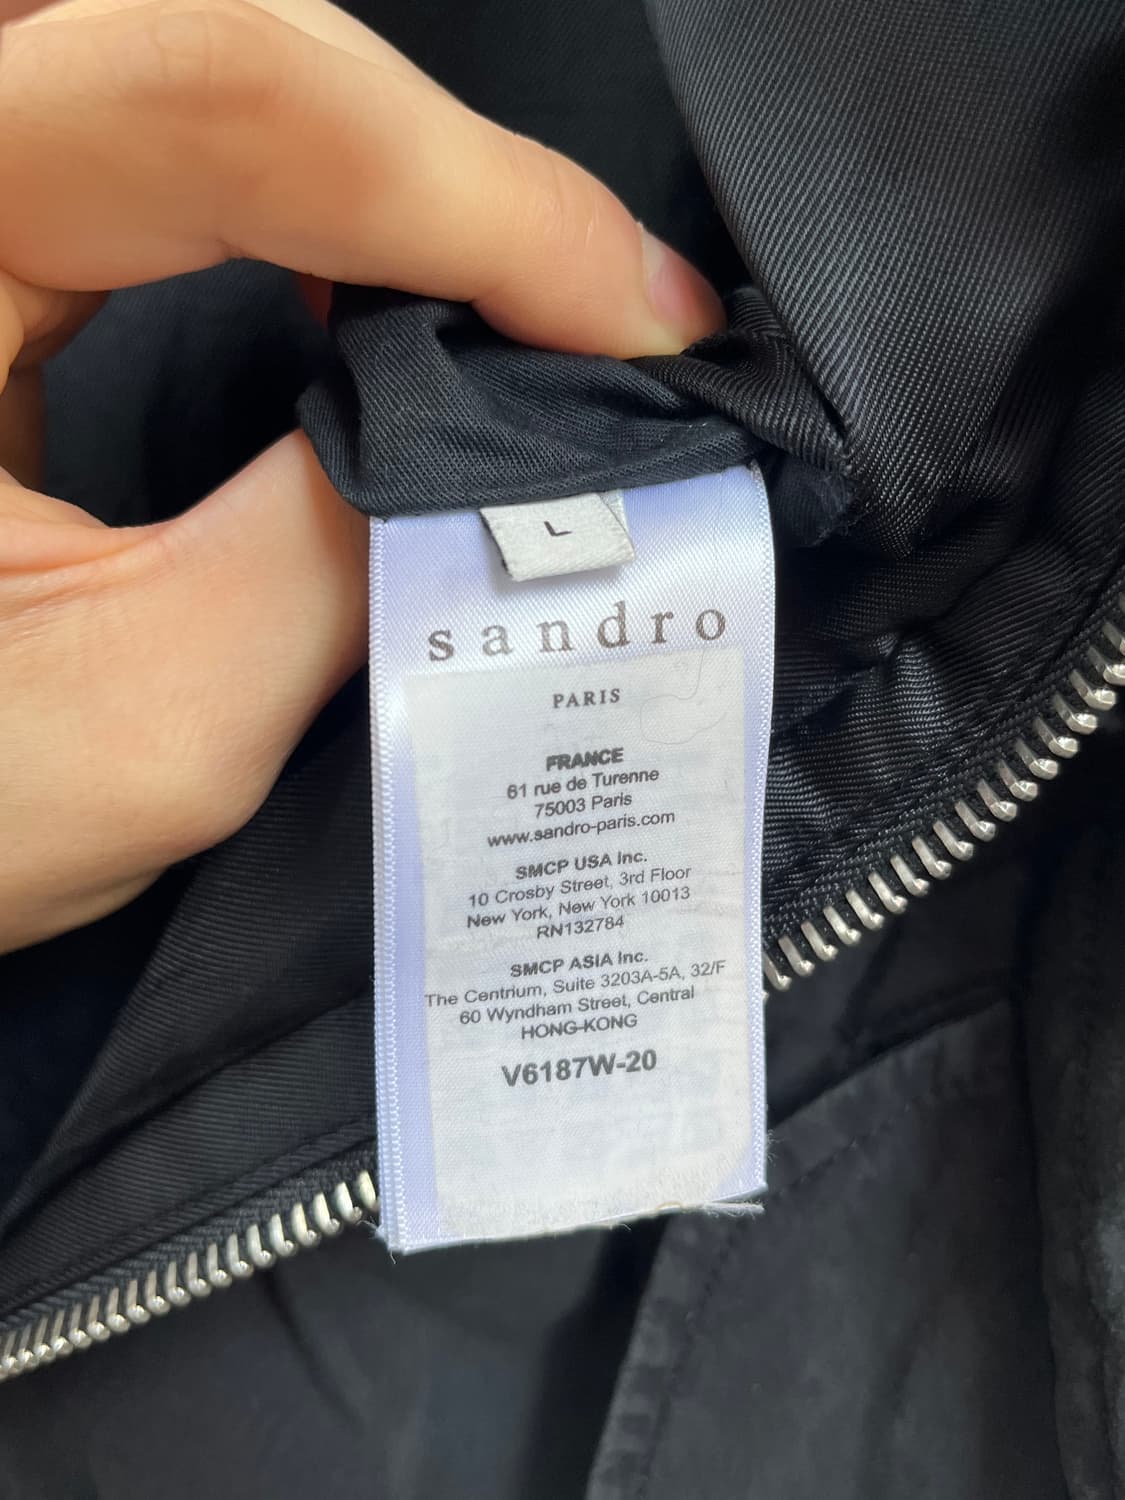 L
sandro
PARIS
FRANCE
61 rue de Turenne
75003 Paris
www.sandro-paris.com
SMCP USA Inc.
10 Crosby Street, 3rd Floor
New York, New York 10013
RN132784
SMCP ASIA Inc.
The Centrium, Suite 3203A-5A, 32/F
60 Wyndham Street, Central
HONG-KONG
V6187W-20